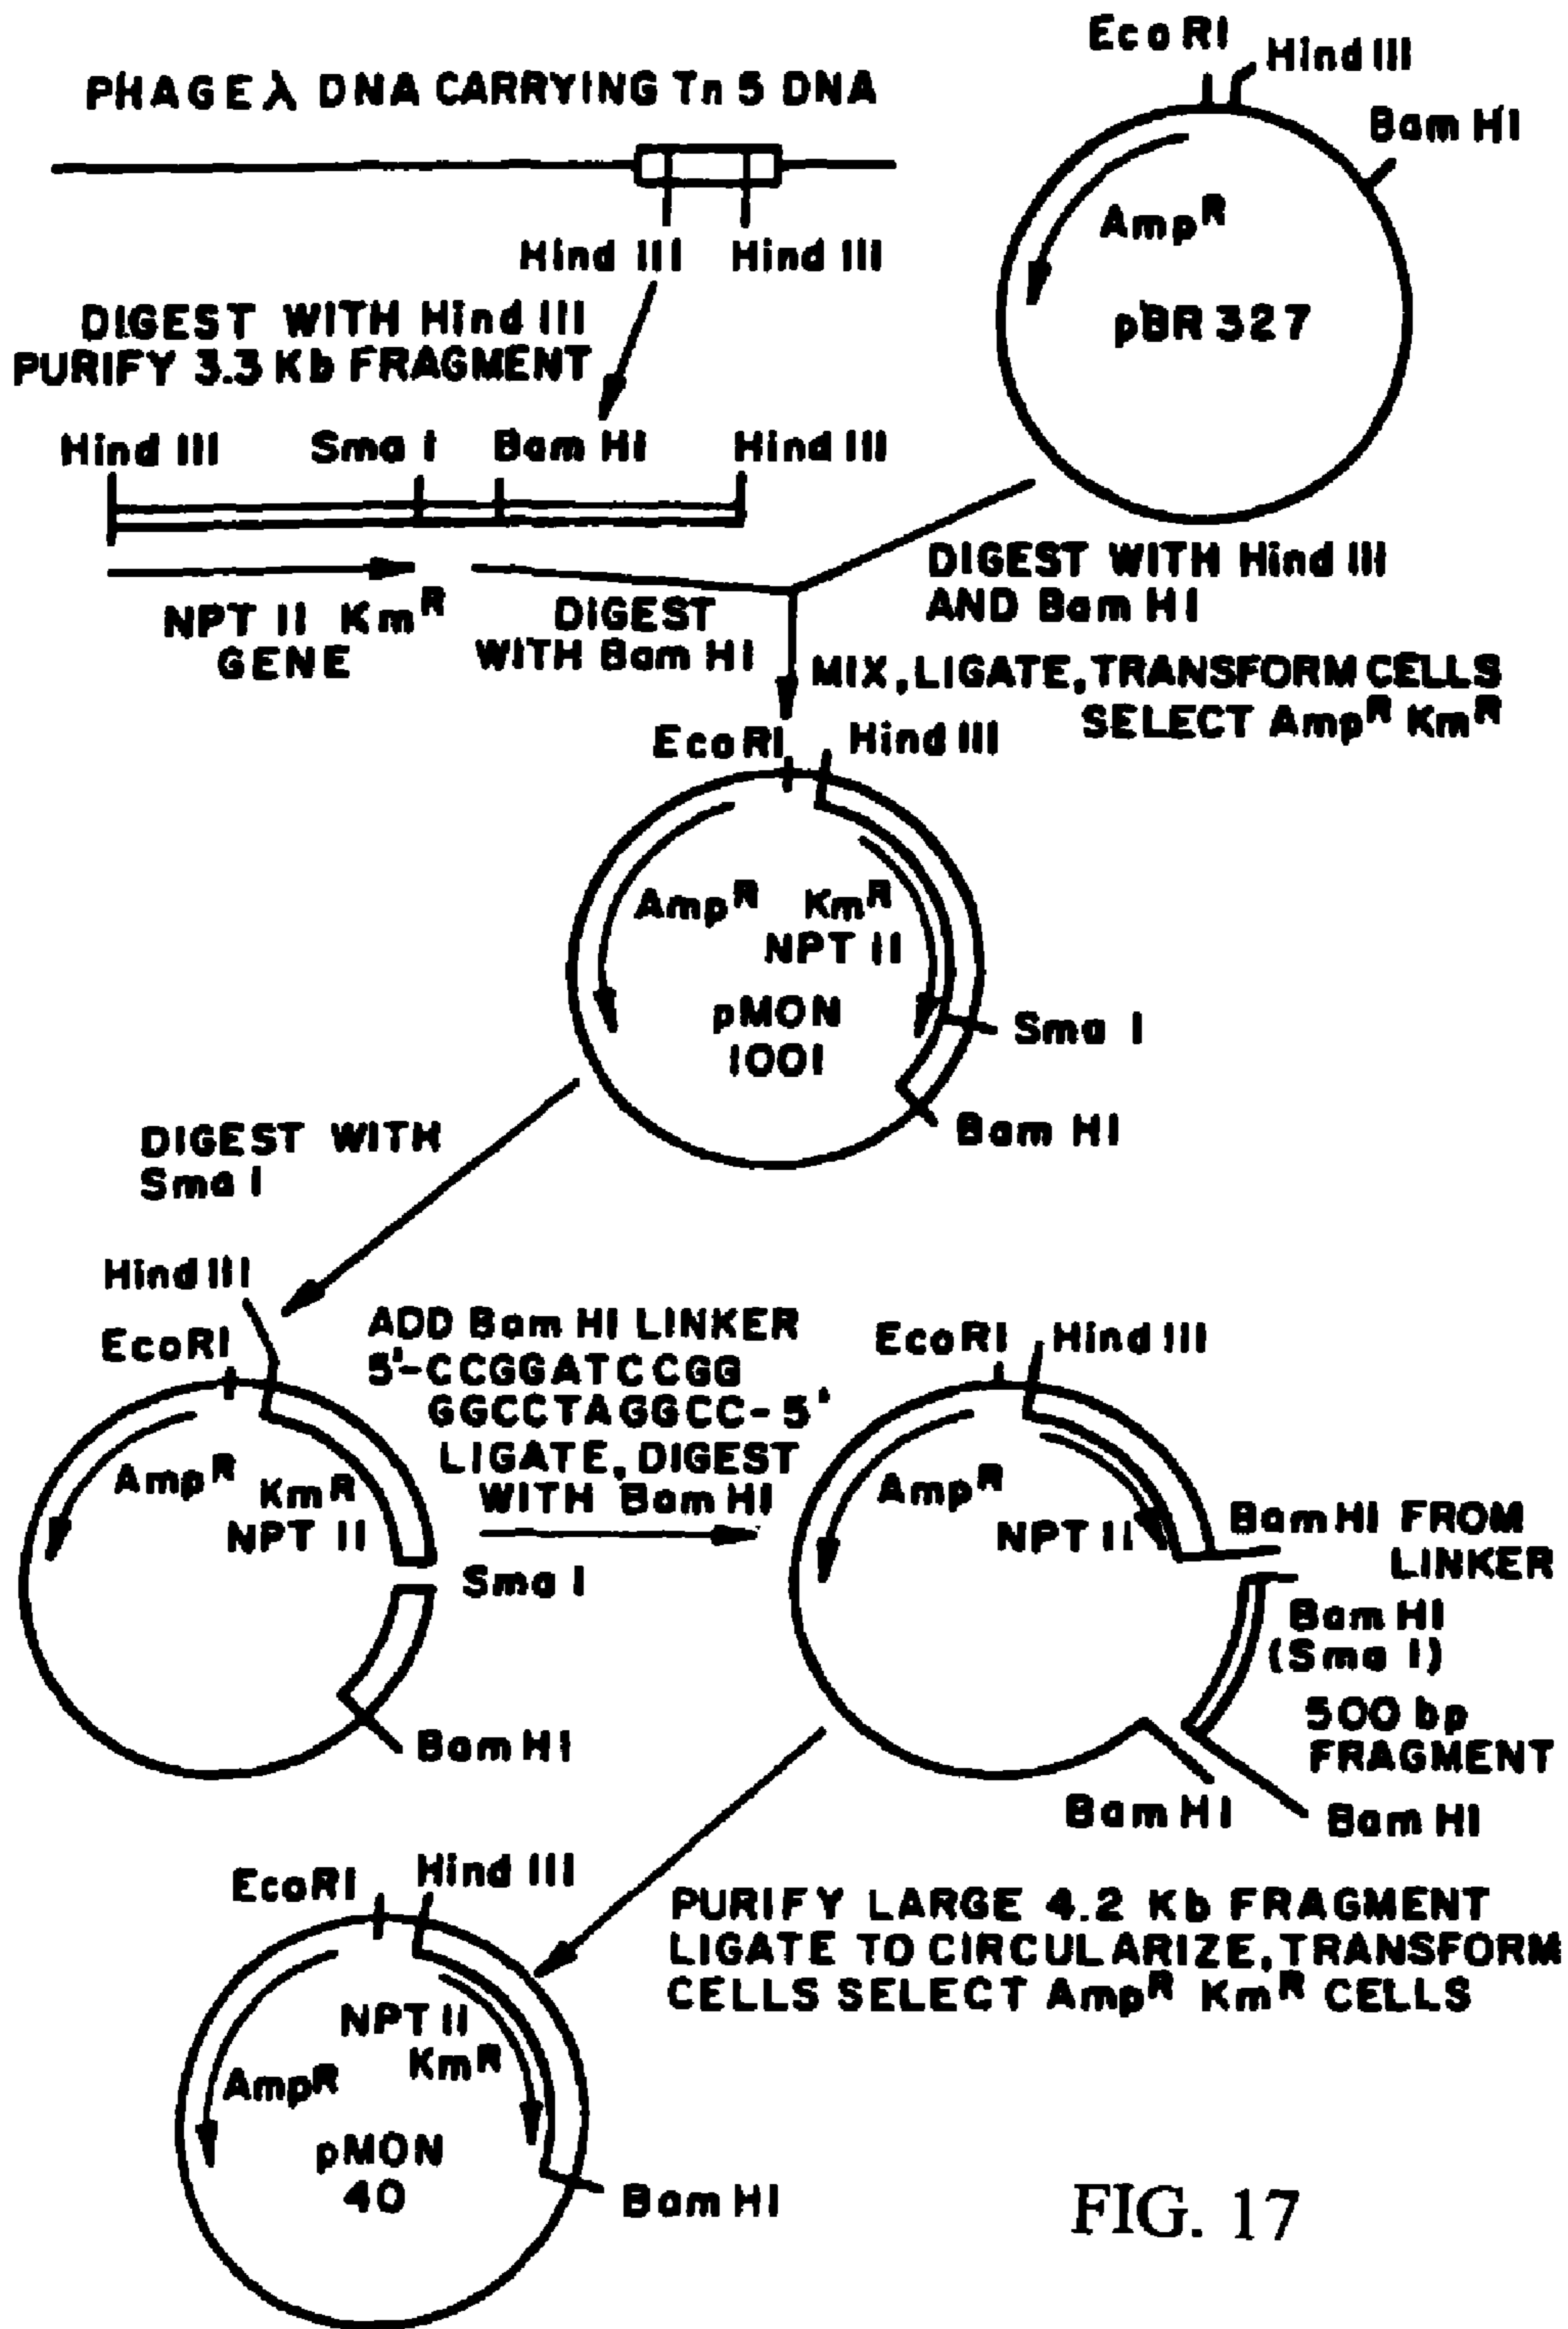 PHAGE λ DNA CARRYING Tn 5 DNA
Hind III Hind III
EcoRI
Hind III
Bam HI
Amp^R
pBR 327
DIGEST WITH Hind III
PURIFY 3.3 Kb FRAGMENT
Hind III Sma I Bam HI Hind III
NPT II Km^R
GENE
DIGEST
WITH Bam HI
DIGEST WITH Hind III
AND Bam HI
MIX, LIGATE, TRANSFORM CELLS
SELECT Amp^R Km^R
EcoRI Hind III
Amp^R Km^R
NPT II
pMON
1001
Sma I
Bam HI
DIGEST WITH
Sma I
Hind III
EcoRI
Amp^R Km^R
NPT II
Sma I
Bam HI
ADD Bam HI LINKER
5'-CCGGATCCGG
GGCCTAGGCC-5'
LIGATE, DIGEST
WITH Bam HI
EcoRI Hind III
Amp^R
NPT II
BamHI FROM
LINKER
Bam HI
(Sma I)
500 bp
FRAGMENT
Bam HI
Bam HI
PURIFY LARGE 4.2 Kb FRAGMENT
LIGATE TO CIRCULARIZE, TRANSFORM
CELLS SELECT Amp^R Km^R CELLS
EcoRI Hind III
NPT II
Km^R
Amp^R
pMON
40
Bam HI
FIG. 17